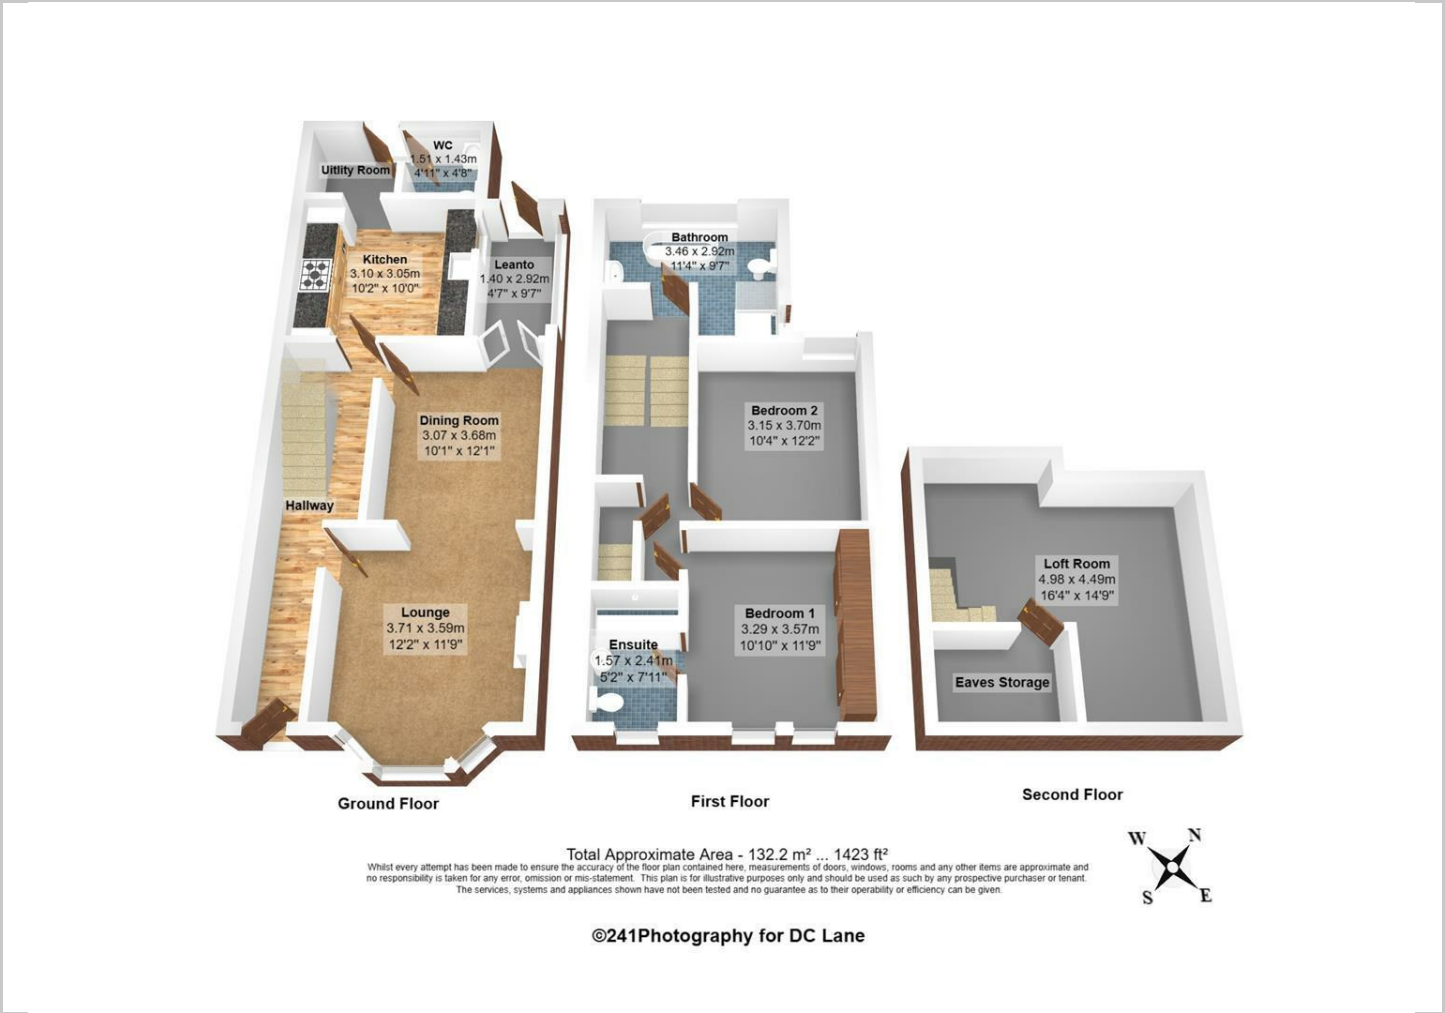 WC
1.51 x 1.43m
4'11" x 4'8"
Uitlity Room
Kitchen
3.10 x 3.05m
10'2" x 10'0"
Leanto
1.40 x 2.92m
4'7" x 9'7"
Dining Room
3.07 x 3.68m
10'1" x 12'1"
Hallway
Lounge
3.71 x 3.59m
12'2" x 11'9"
Ground Floor
Bathroom
3.46 x 2.92m
11'4" x 9'7"
Bedroom 2
3.15 x 3.70m
10'4" x 12'2"
Bedroom 1
3.29 x 3.57m
10'10" x 11'9"
Ensuite
1.57 x 2.41m
5'2" x 7'11"
First Floor
Loft Room
4.98 x 4.49m
16'4" x 14'9"
Eaves Storage
Second Floor
W N
S E
Total Approximate Area - 132.2 m² ... 1423 ft²
Whilst every attempt has been made to ensure the accuracy of the floor plan contained here, measurements of doors, windows, rooms and any other items are approximate and
no responsibility is taken for any error, omission or mis-statement. This plan is for illustrative purposes only and should be used as such by any prospective purchaser or tenant.
The services, systems and appliances shown have not been tested and no guarantee as to their operability or efficiency can be given.
©241Photography for DC Lane